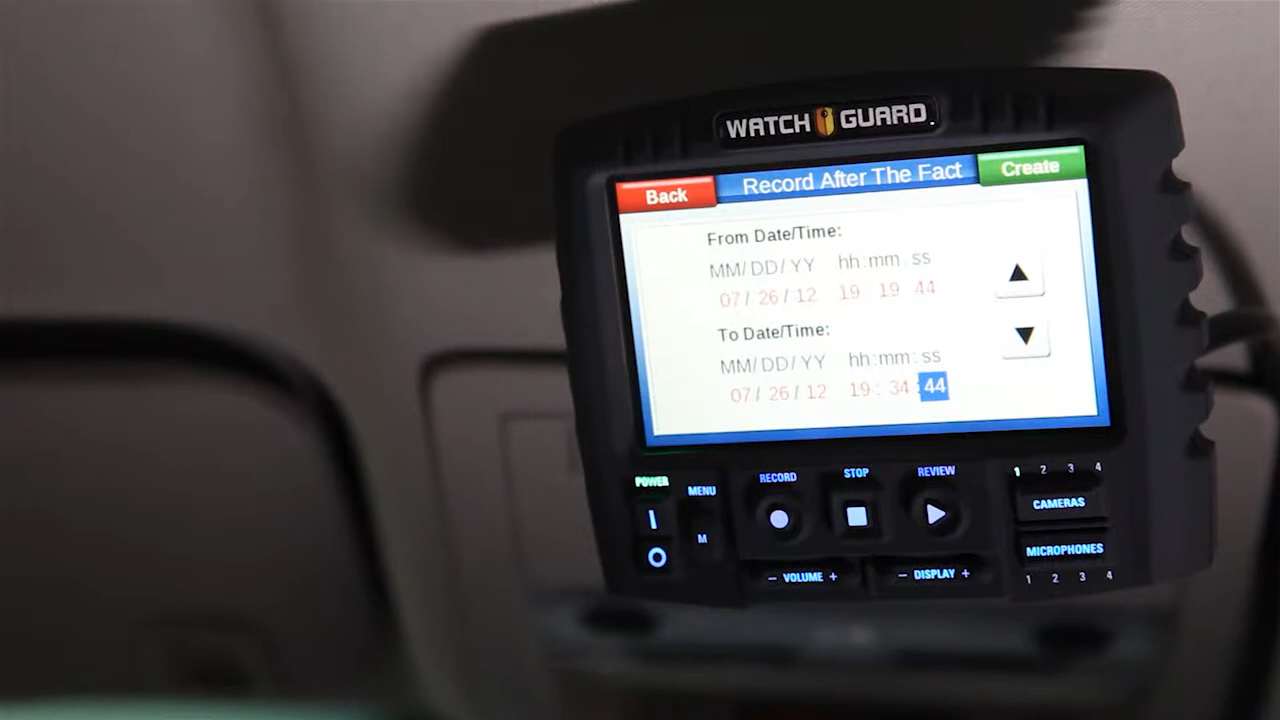 WATCH GUARD
Back
Record After The Fact
Create
From Date/Time:
MM/DD/YY hh:mm:ss
07/26/12 19 19 44
To Date/Time:
MM/DD/YY hh:mm:ss
07/26/12 19:34:44
POWER
MENU
M
RECORD
STOP
REVIEW
- VOLUME +
- DISPLAY +
1 2 3 4
CAMERAS
MICROPHONES
1 2 3 4